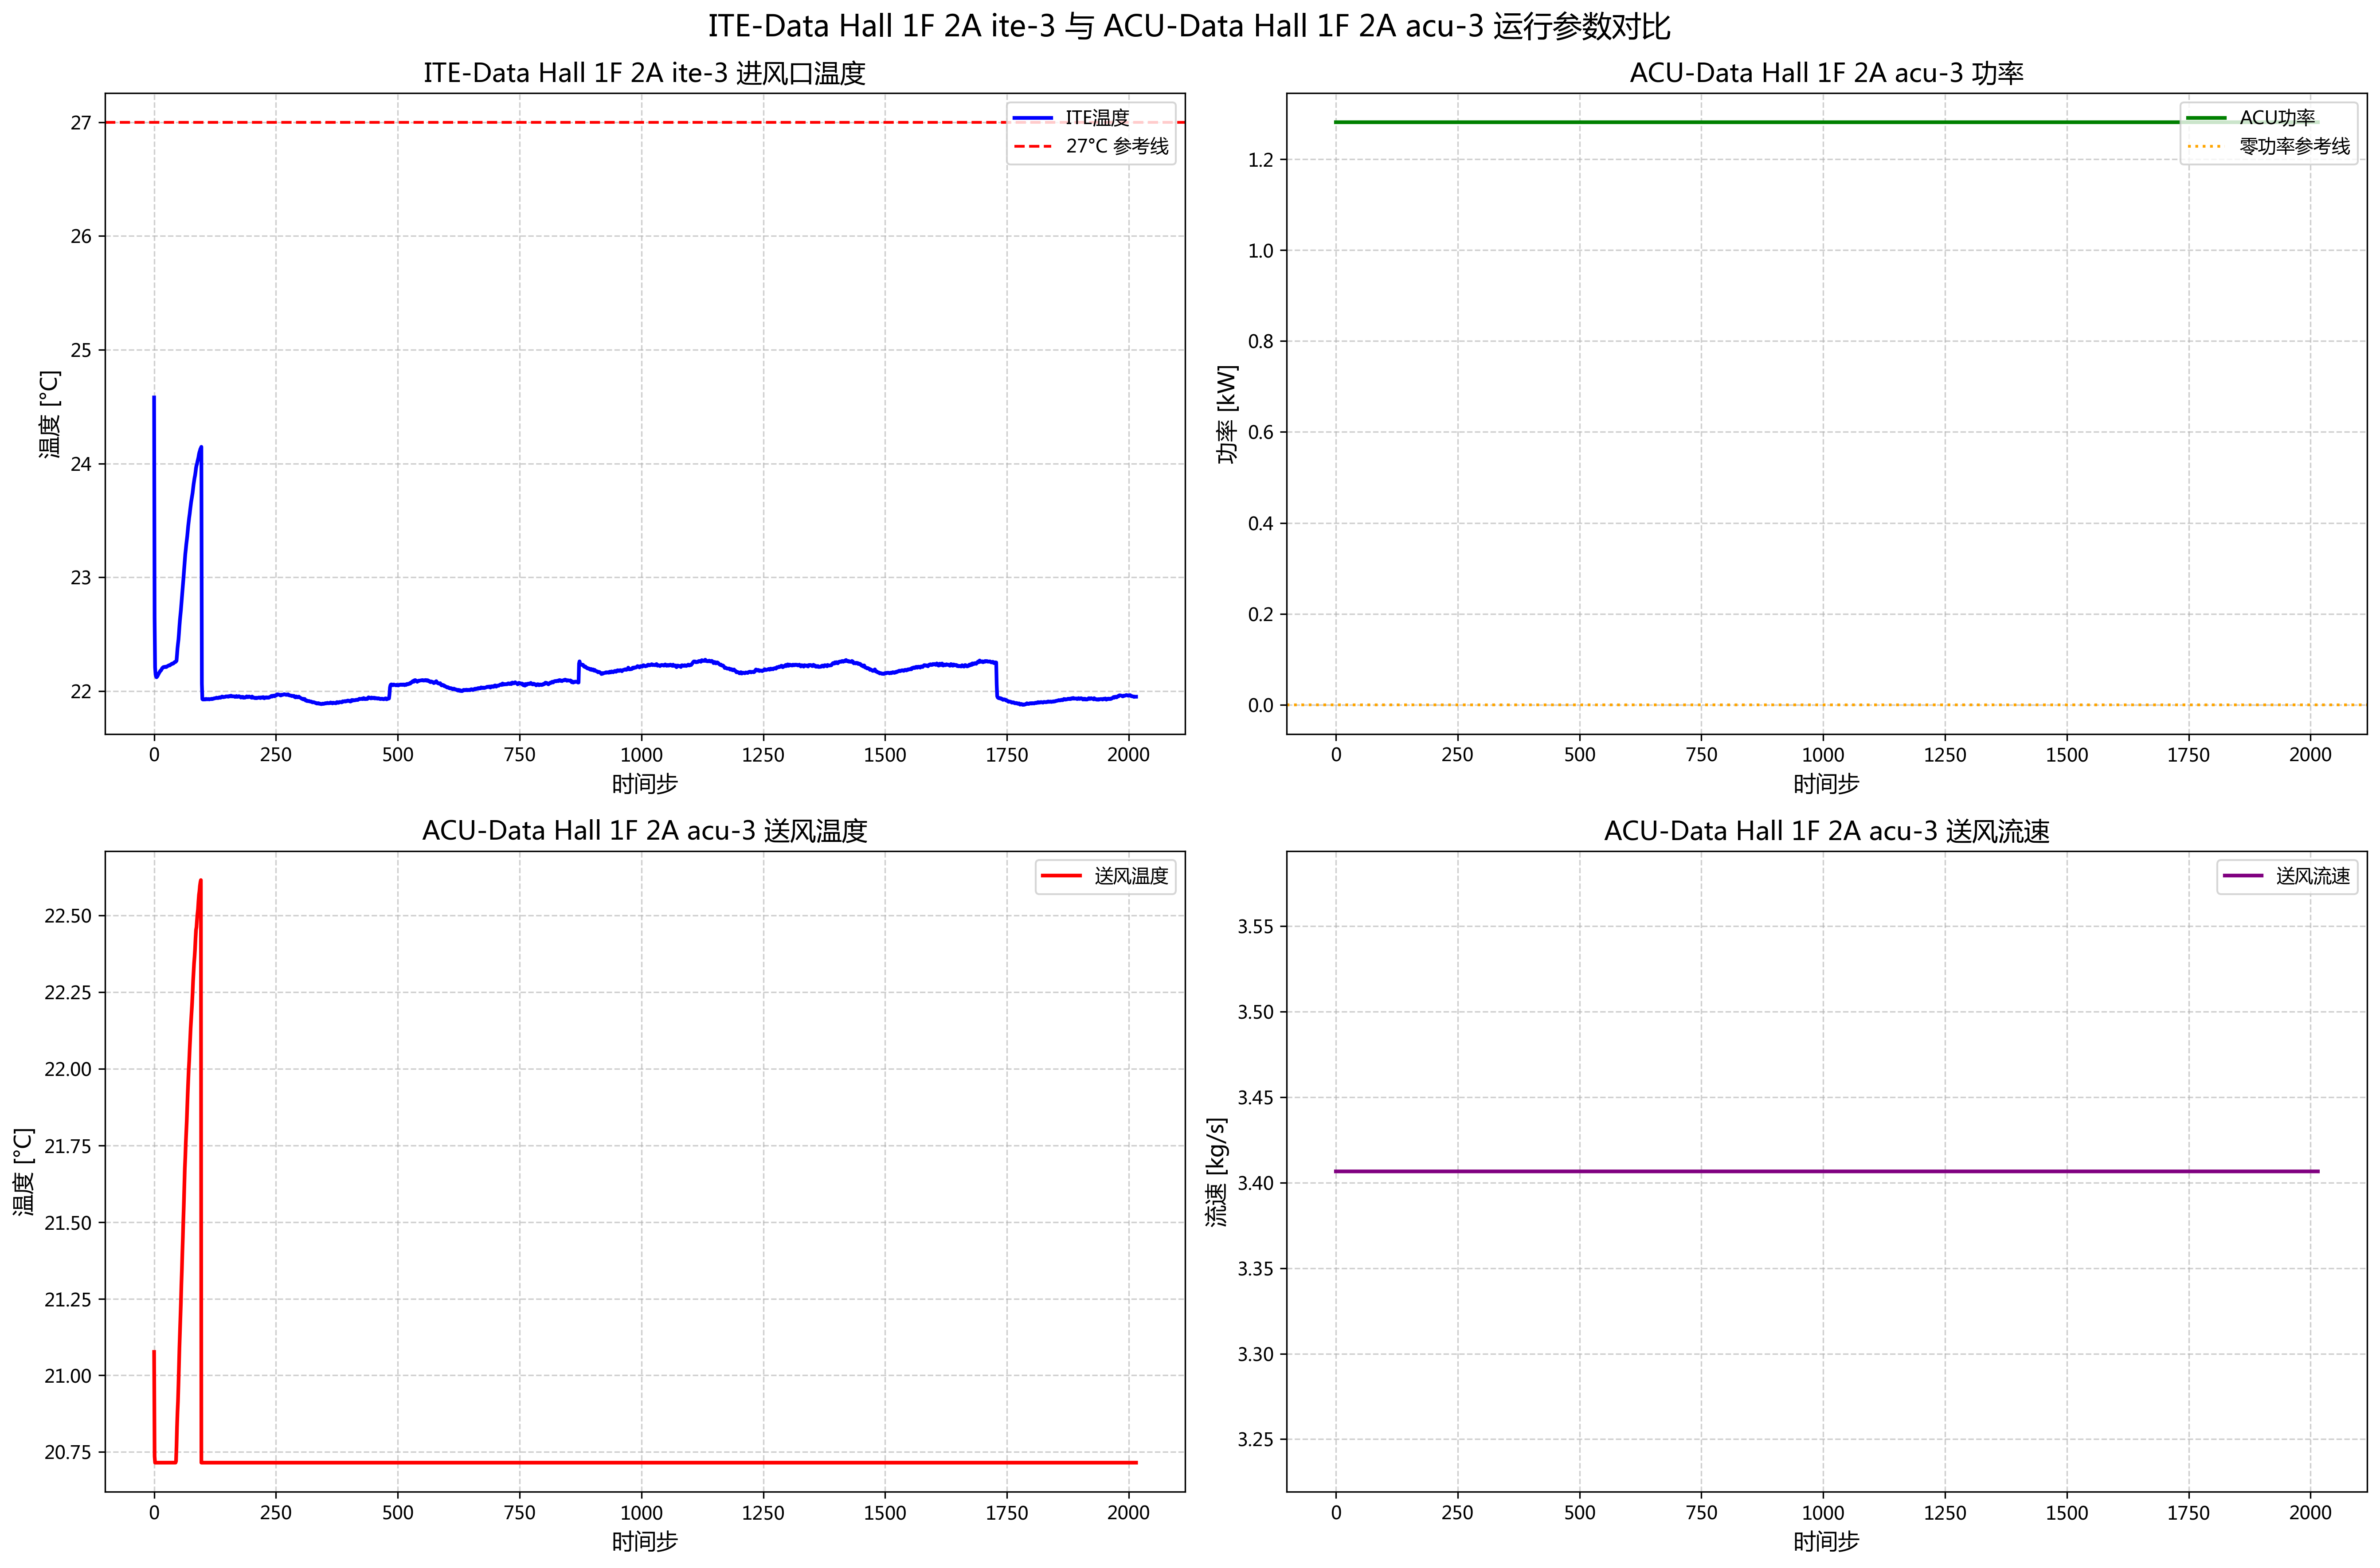 ITE-Data Hall 1F 2A ite-3 与 ACU-Data Hall 1F 2A acu-3 运行参数对比
ITE-Data Hall 1F 2A ite-3 进风口温度
27
26
25
24
23
22
温度 [°C]
0 250 500 750 1000 1250 1500 1750 2000
时间步
ITE温度
27°C 参考线
ACU-Data Hall 1F 2A acu-3 功率
1.2
1.0
0.8
0.6
0.4
0.2
0.0
功率 [kW]
0 250 500 750 1000 1250 1500 1750 2000
时间步
ACU功率
零功率参考线
ACU-Data Hall 1F 2A acu-3 送风温度
22.50
22.25
22.00
21.75
21.50
21.25
21.00
20.75
温度 [°C]
0 250 500 750 1000 1250 1500 1750 2000
时间步
送风温度
ACU-Data Hall 1F 2A acu-3 送风流速
3.55
3.50
3.45
3.40
3.35
3.30
3.25
流速 [kg/s]
0 250 500 750 1000 1250 1500 1750 2000
时间步
送风流速